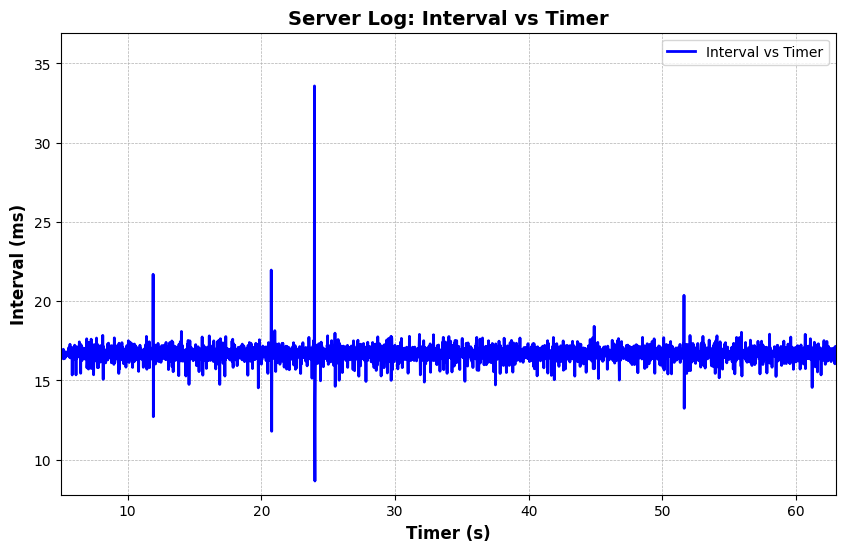 Server Log: Interval vs Timer
Interval vs Timer
Interval (ms)
35
30
25
20
15
10
10 20 30 40 50 60
Timer (s)